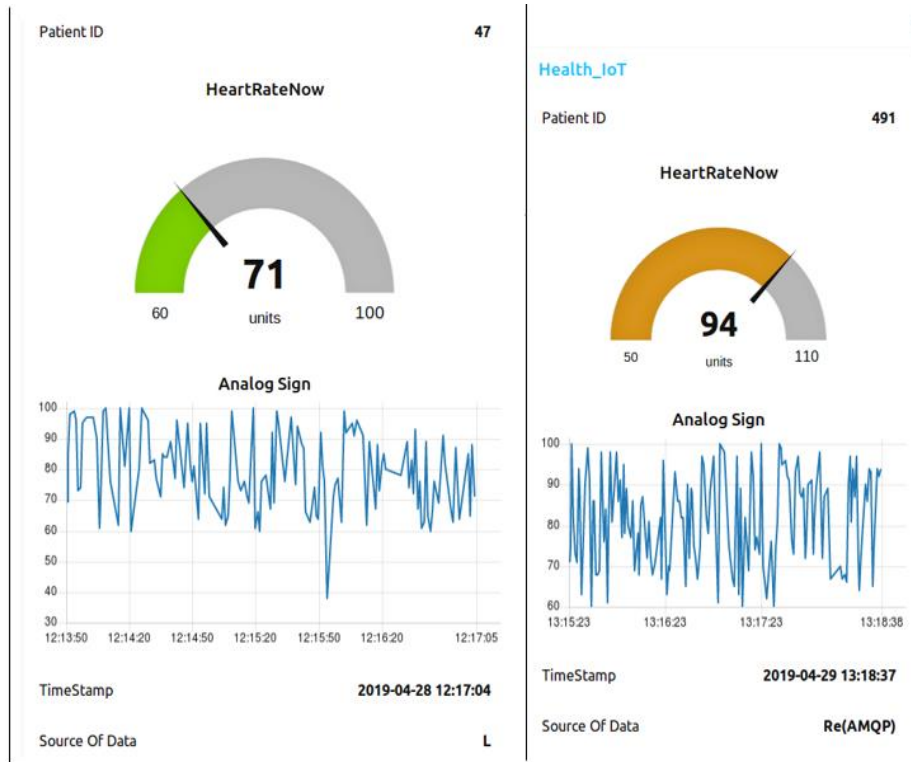 Patient ID 47
HeartRateNow
71
60 units 100
Analog Sign
100
90
80
70
60
50
40
30
12:13:50 12:14:20 12:14:50 12:15:20 12:15:50 12:16:20 12:17:05
TimeStamp 2019-04-28 12:17:04
Source Of Data L
Health_IoT
Patient ID 491
HeartRateNow
94
50 units 110
Analog Sign
100
90
80
70
60
13:15:23 13:16:23 13:17:23 13:18:38
TimeStamp 2019-04-29 13:18:37
Source Of Data Re(AMQP)